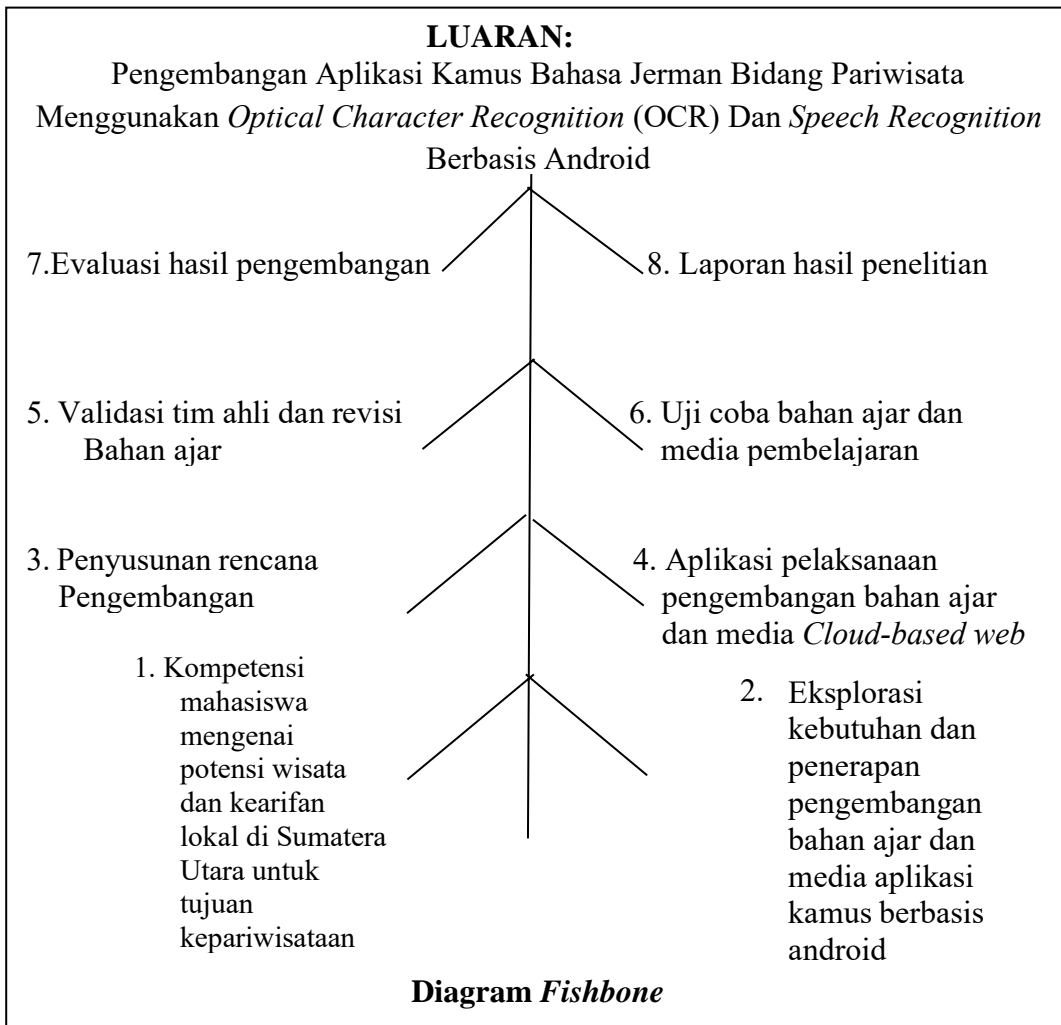 LUARAN:
Pengembangan Aplikasi Kamus Bahasa Jerman Bidang Pariwisata
Menggunakan Optical Character Recognition (OCR) Dan Speech Recognition
Berbasis Android
7.Evaluasi hasil pengembangan
8. Laporan hasil penelitian
5. Validasi tim ahli dan revisi
Bahan ajar
6. Uji coba bahan ajar dan
media pembelajaran
3. Penyusunan rencana
Pengembangan
4. Aplikasi pelaksanaan
pengembangan bahan ajar
dan media Cloud-based web
1. Kompetensi
mahasiswa
mengenai
potensi wisata
dan kearifan
lokal di Sumatera
Utara untuk
tujuan
kepariwisataan
2. Eksplorasi
kebutuhan dan
penerapan
pengembangan
bahan ajar dan
media aplikasi
kamus berbasis
android
Diagram Fishbone